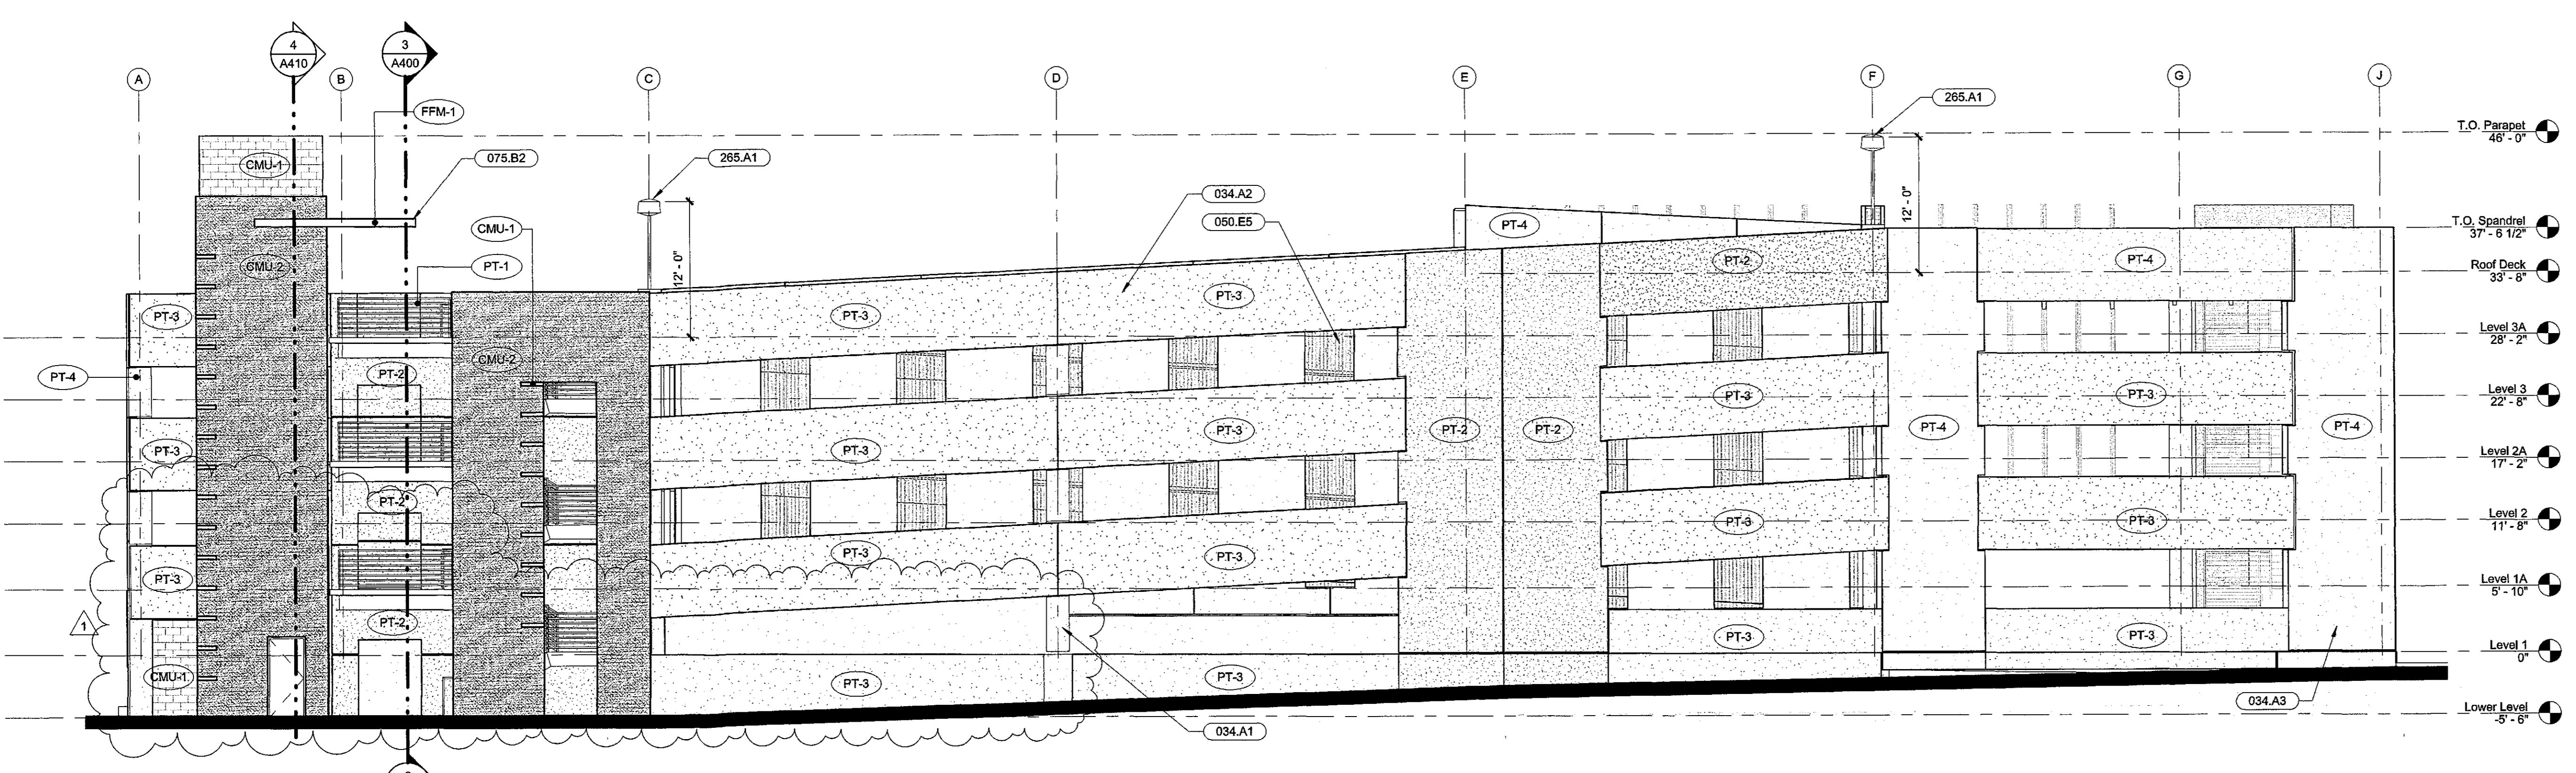 4
A410
3
A400
A
B
C
D
E
F
G
J
FFM-1
265.A1
T.O. Parapet
46' - 0"
CMU-1
075.B2
265.A1
034.A2
12' - 0"
050.E5
T.O. Spandrel
37' - 6 1/2"
CMU-1
PT-4
CMU-2
PT-1
12' - 0"
PT-2
PT-4
Roof Deck
33' - 8"
PT-3
PT-3
PT-3
Level 3A
28' - 2"
CMU-2
PT-4
PT-2
PT-3
PT-3
Level 3
22' - 8"
PT-3
PT-3
PT-3
PT-2
PT-2
PT-4
PT-4
Level 2A
17' - 2"
PT-2
PT-3
PT-3
Level 2
11' - 8"
PT-3
PT-3
PT-3
Level 1A
5' - 10"
1
PT-2
PT-3
PT-3
Level 1
0"
CMU-1
PT-3
PT-3
034.A3
034.A1
Lower Level
-5' - 6"